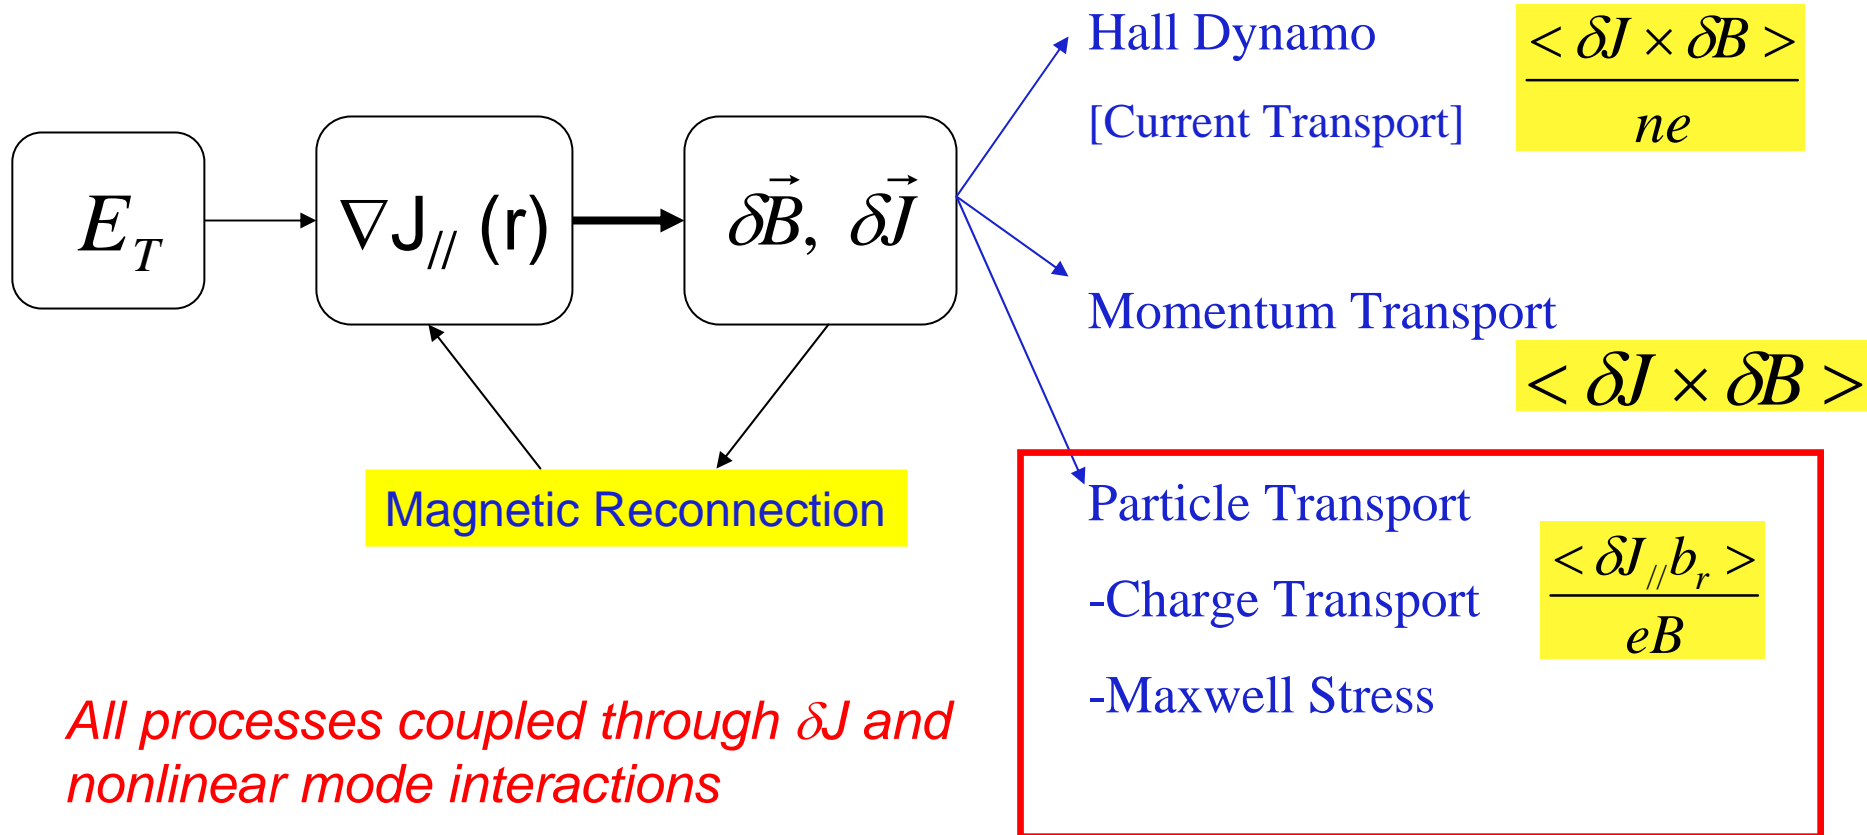 E_T
∇J_// (r)
δB⃗, δJ⃗
Magnetic Reconnection
Hall Dynamo
[Current Transport]
< δJ × δB >
ne
Momentum Transport
< δJ × δB >
Particle Transport
-Charge Transport
< δJ_// b_r >
eB
-Maxwell Stress
All processes coupled through δJ and
nonlinear mode interactions